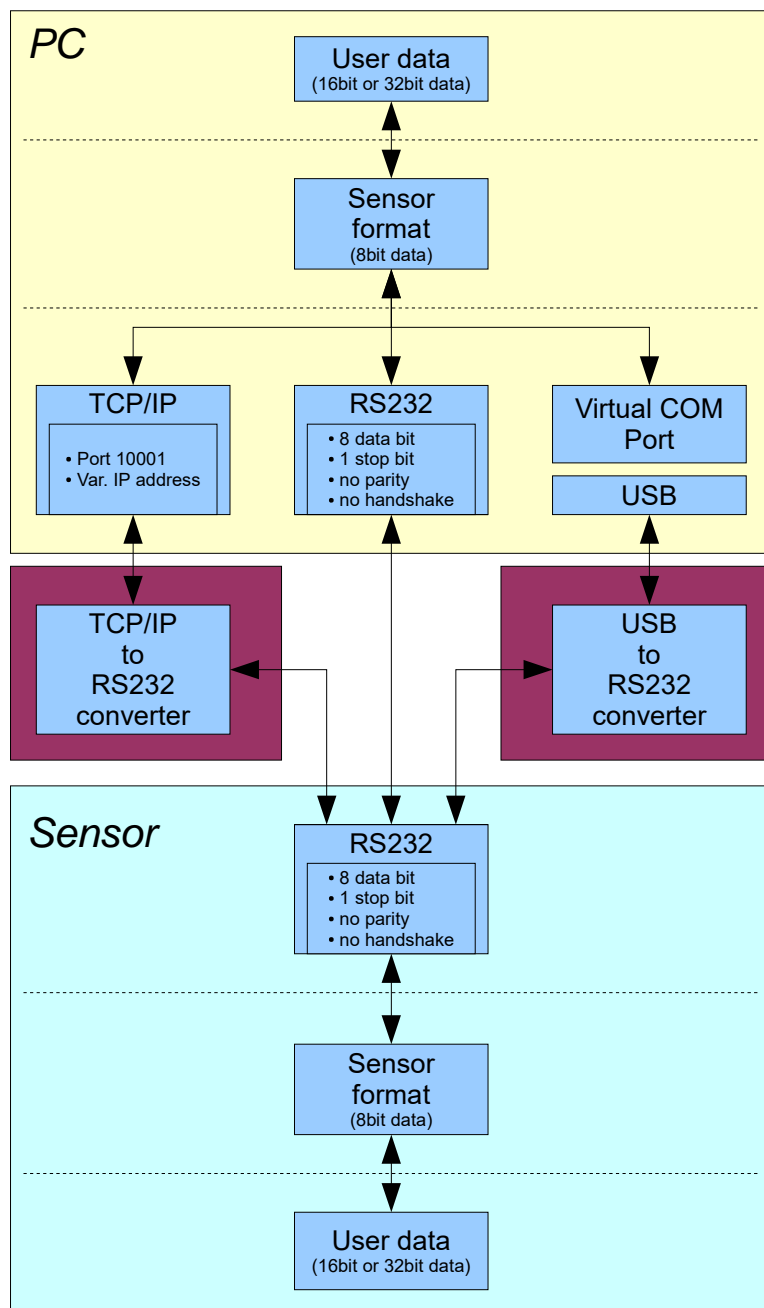 PC
User data
(16bit or 32bit data)
Sensor
format
(8bit data)
TCP/IP
• Port 10001
• Var. IP address
RS232
• 8 data bit
• 1 stop bit
• no parity
• no handshake
Virtual COM
Port
USB
TCP/IP
to
RS232
converter
USB
to
RS232
converter
Sensor
RS232
• 8 data bit
• 1 stop bit
• no parity
• no handshake
Sensor
format
(8bit data)
User data
(16bit or 32bit data)